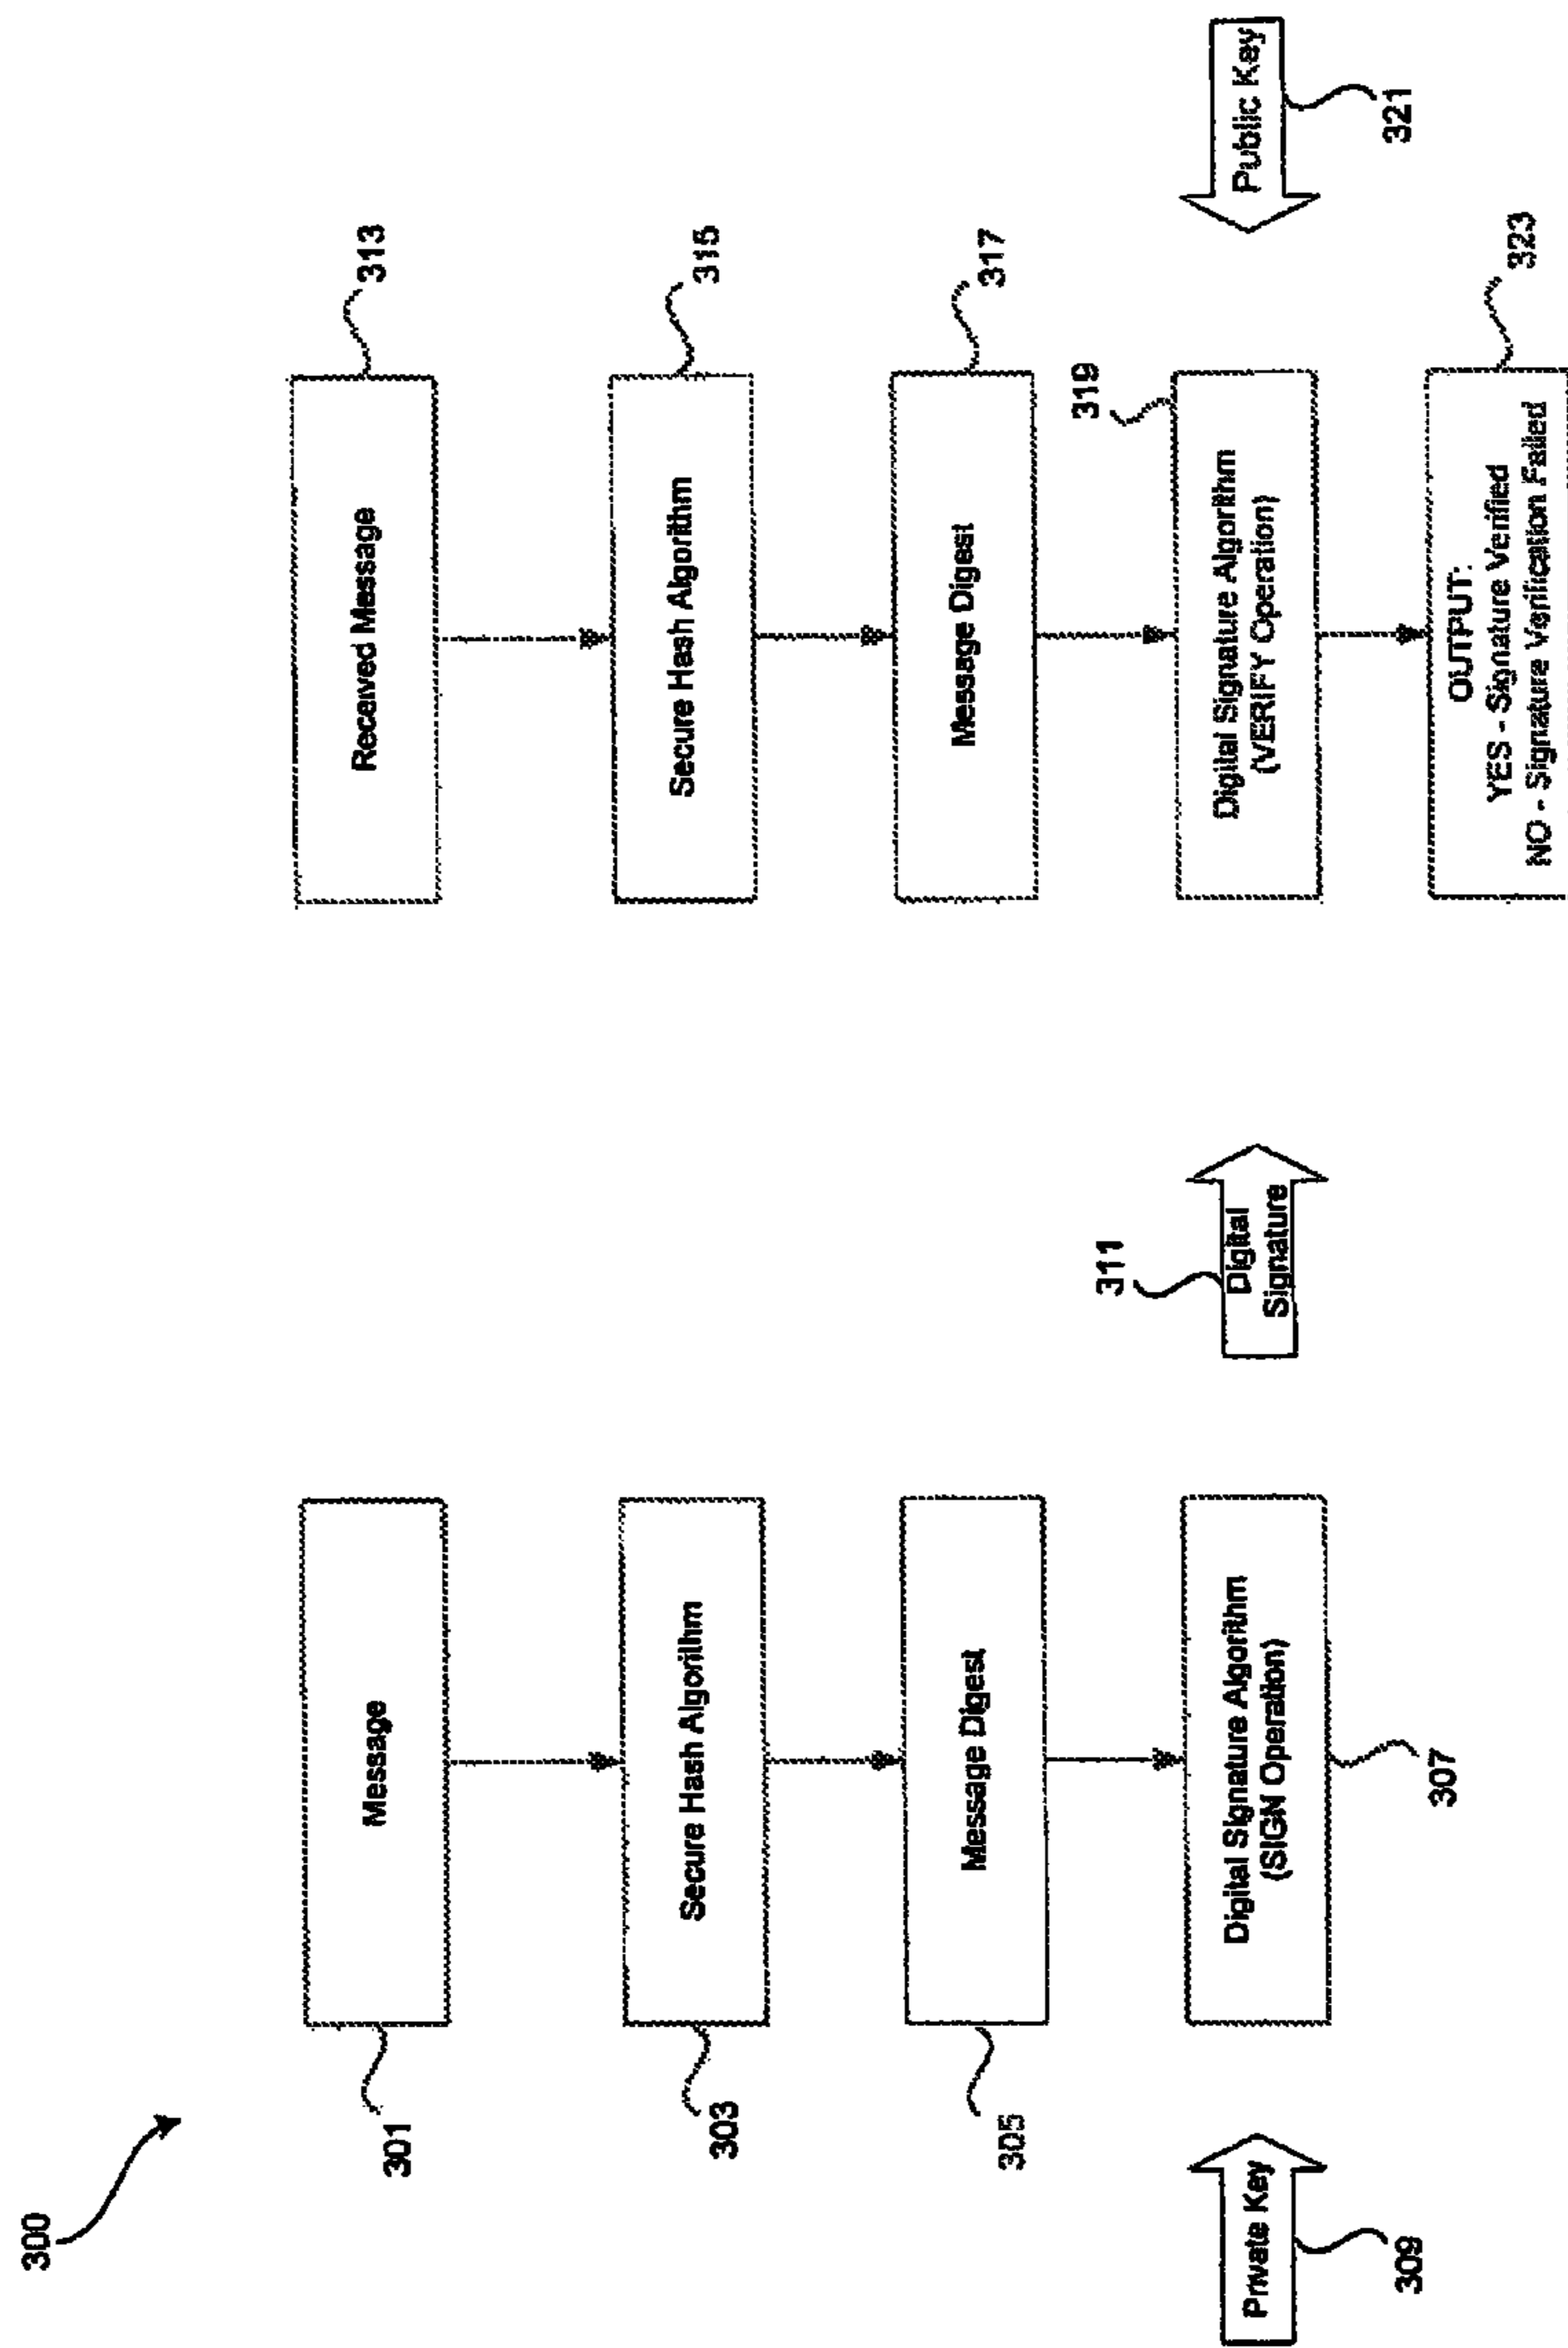 300
Message
301
Secure Hash Algorithm
303
Message Digest
305
Digital Signature Algorithm
(SIGN Operation)
307
Private Key
309
Digital
Signature
311
Received Message
313
Secure Hash Algorithm
315
Message Digest
317
Digital Signature Algorithm
(VERIFY Operation)
319
Public Key
321
OUTPUT:
YES - Signature Verified
NO - Signature Verification Failed
323